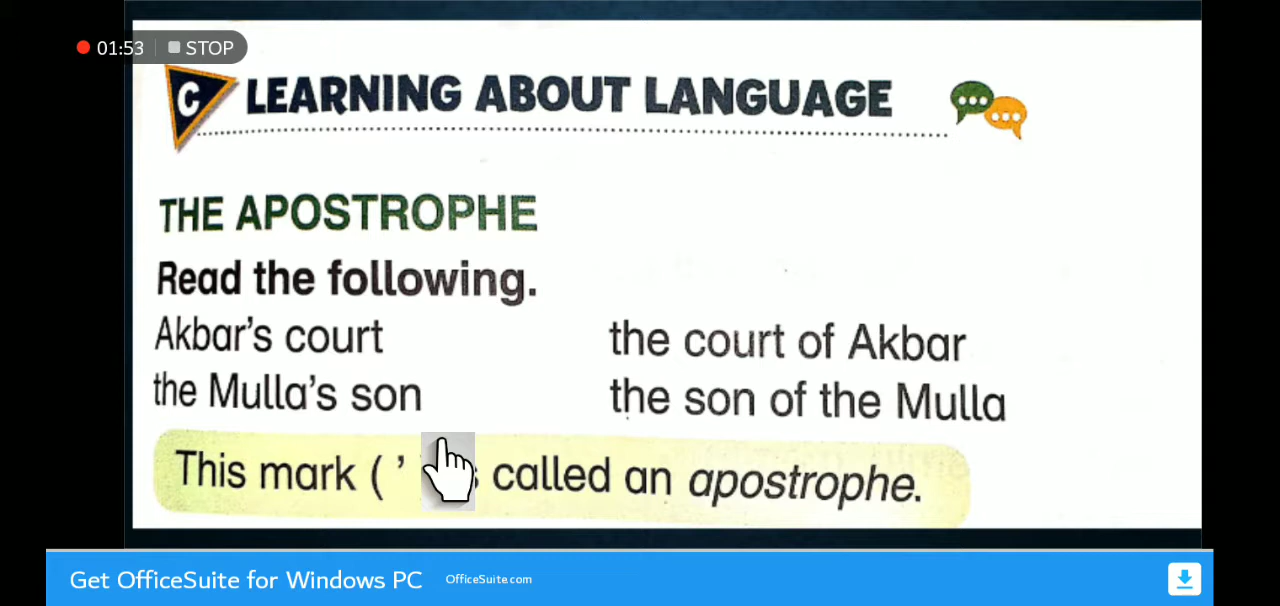 01:53 STOP
C LEARNING ABOUT LANGUAGE
THE APOSTROPHE
Read the following.
Akbar’s court the court of Akbar
the Mulla’s son the son of the Mulla
This mark ( ’ called an apostrophe.
Get OfficeSuite for Windows PC OfficeSuite.com